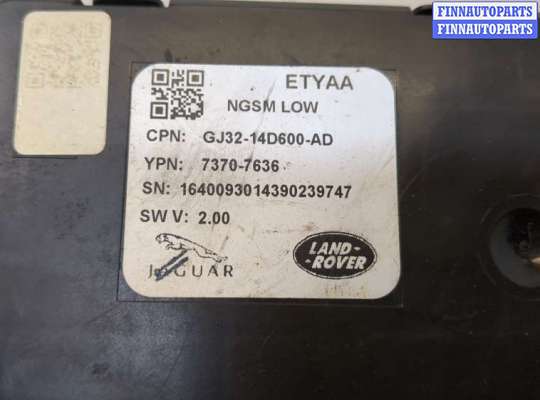 FINNAUTOPARTS
FINNAUTOPARTS
ETYAA
NGSM LOW
CPN: GJ32-14D600-AD
YPN: 7370-7636
SN: 1640093014390239747
SW V: 2.00
JAGUAR
LAND-
-ROVER